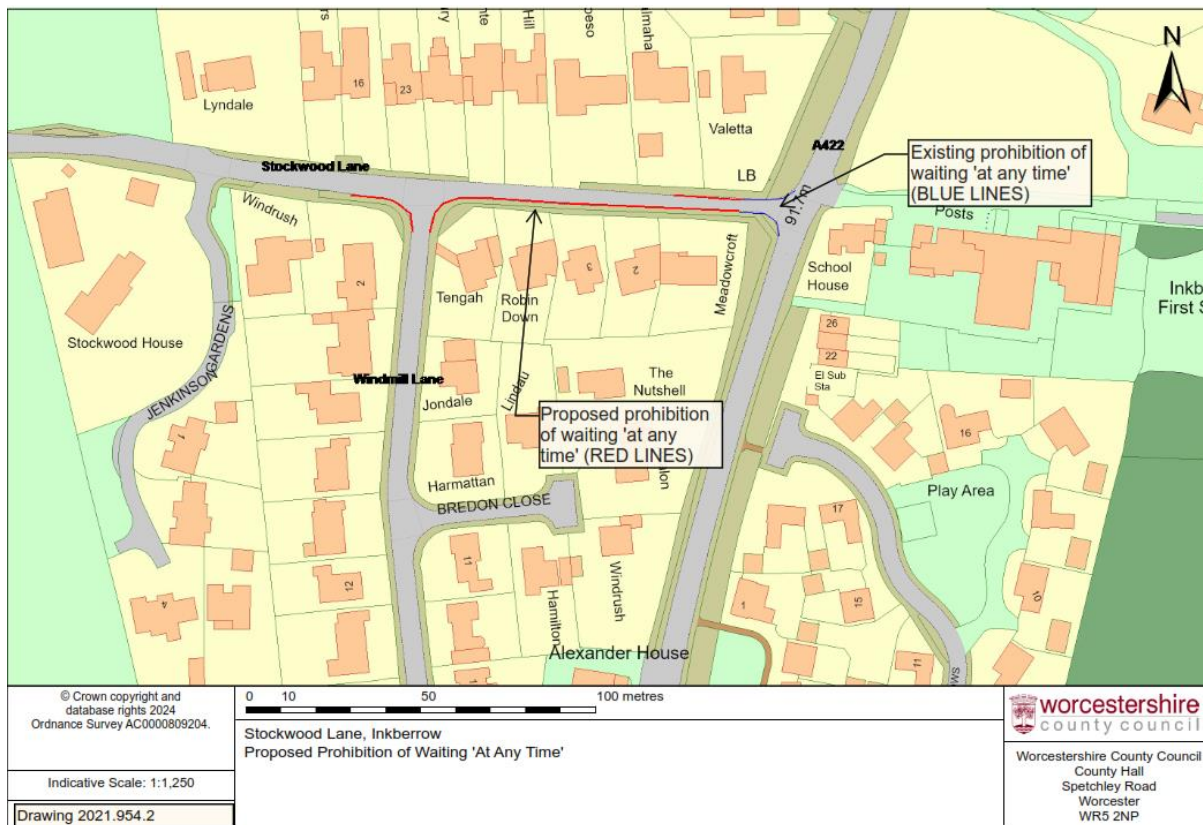 Hill
N
Lyndale
16
23
Valetta
Stockwood Lane
LB
A422
Existing prohibition of
waiting 'at any time'
(BLUE LINES)
91.7m
Posts
Windrush
2
Tengah
Robin
Down
3
2
Meadowcroft
School
House
First
Stockwood House
JENKINSON GARDENS
Windmill Lane
Jondale
Lindau
The
Nutshell
26
22
El Sub
Sta
Proposed prohibition
of waiting 'at any
time' (RED LINES)
16
1
Harmattan
BREDON CLOSE
Play Area
17
11
12
Hamilton
Windrush
4
1
15
10
Alexander House
11
© Crown copyright and
database rights 2024
Ordnance Survey AC0000809204.
Indicative Scale: 1:1,250
Drawing 2021.954.2
0 10 50 100 metres
Stockwood Lane, Inkberrow
Proposed Prohibition of Waiting 'At Any Time'
worcestershire
county council
Worcestershire County Council
County Hall
Spetchley Road
Worcester
WR5 2NP